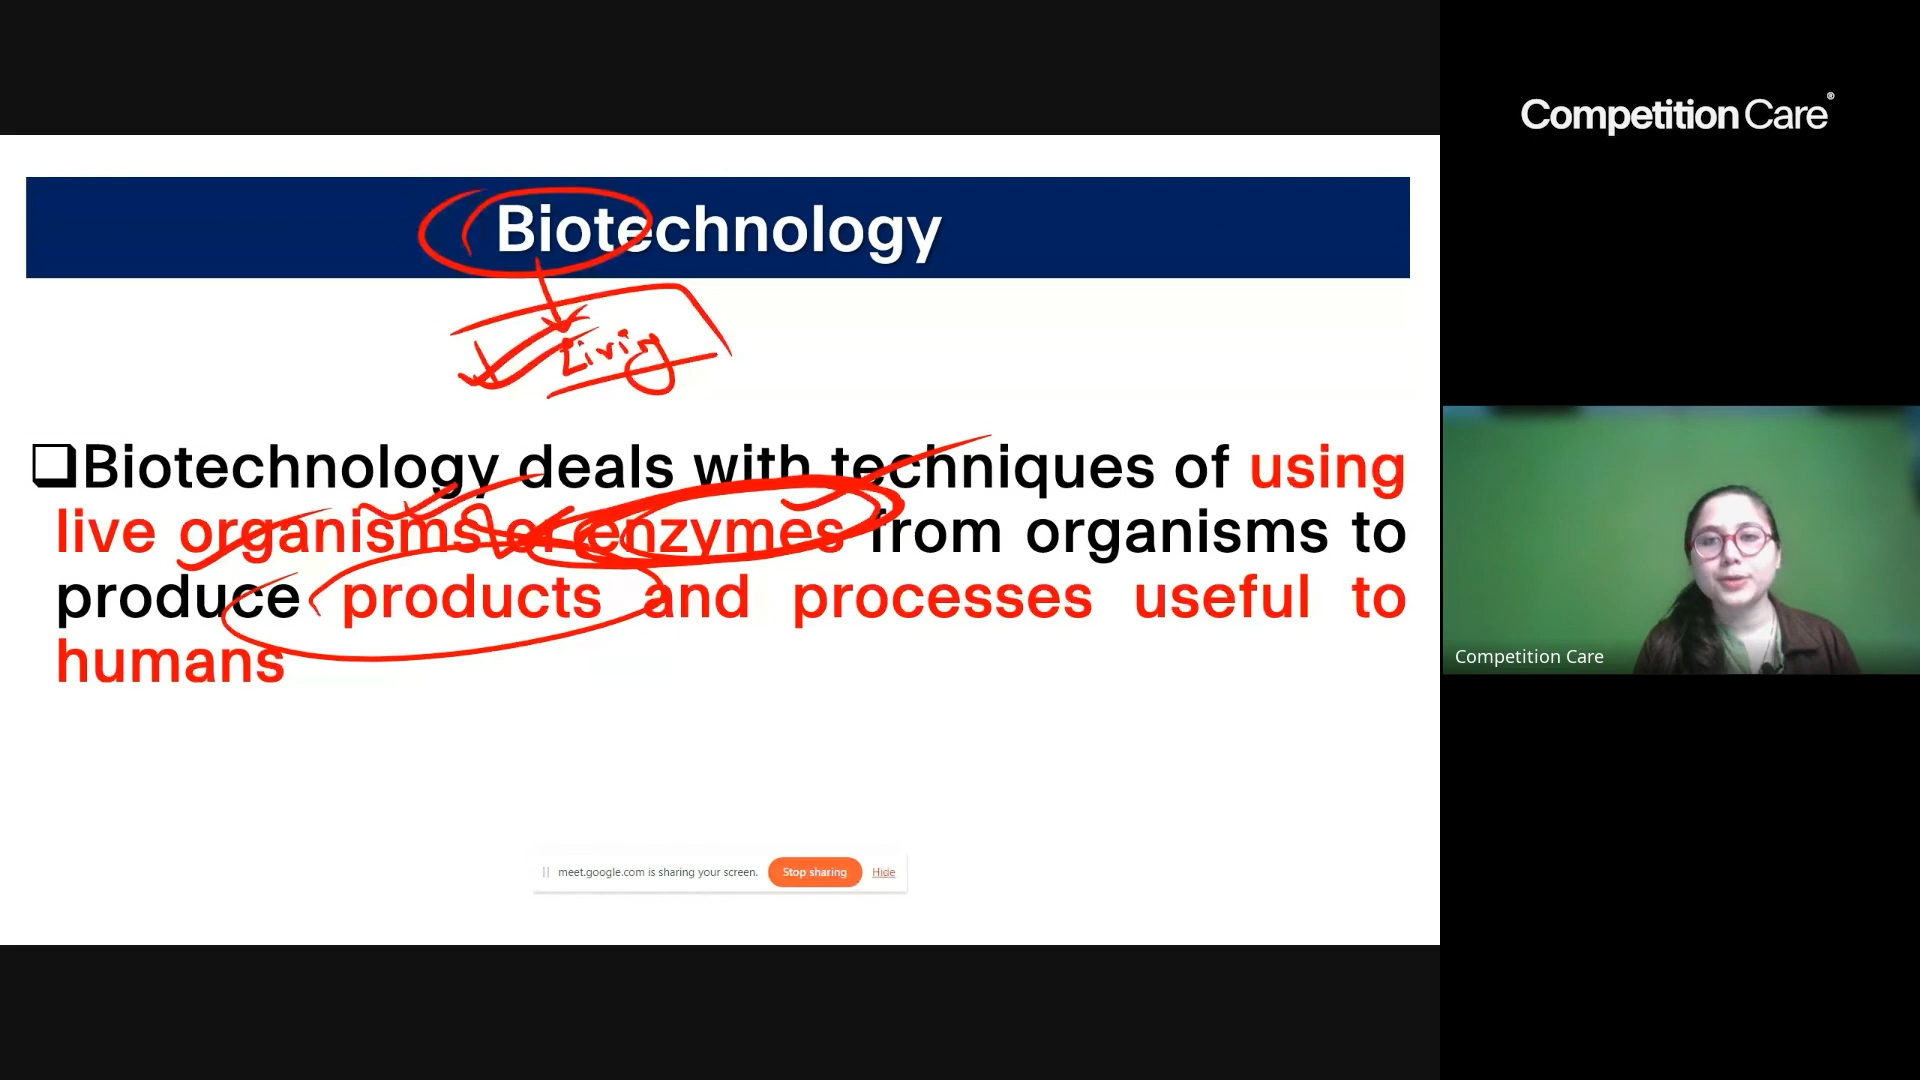 Competition Care®
Biotechnology
Living
❑Biotechnology deals with techniques of using
live organisms or enzymes from organisms to
produce products and processes useful to
humans
Competition Care
meet.google.com is sharing your screen. Stop sharing Hide